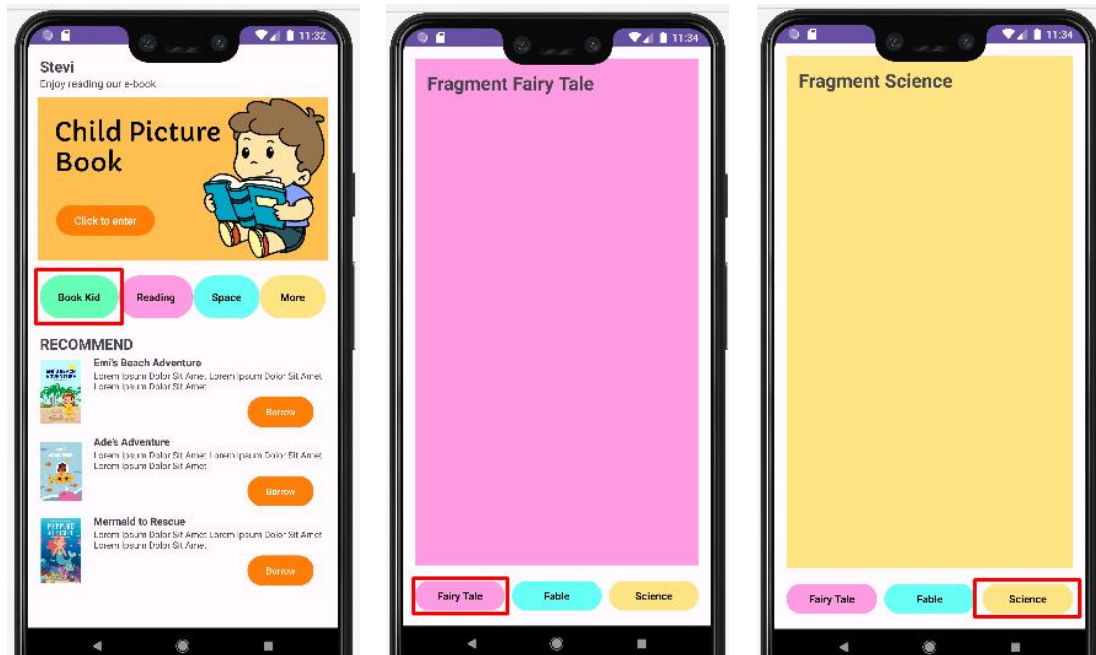 11:32
Stevi
Enjoy reading our e-book
Child Picture
Book
Click to enter
Book Kid
Reading
Space
More
RECOMMEND
Emi's Beach Adventure
Lorem Ipsum Dolor Sit Amet Lorem Ipsum Dolor Sit Amet
Lorem Ipsum Dolor Sit Amet
Borrow
Ade's Adventure
Lorem Ipsum Dolor Sit Amet Lorem Ipsum Dolor Sit Amet
Lorem Ipsum Dolor Sit Amet
Borrow
Mermaid to Rescue
Lorem Ipsum Dolor Sit Amet Lorem Ipsum Dolor Sit Amet
Lorem Ipsum Dolor Sit Amet
Borrow
11:34
Fragment Fairy Tale
Fairy Tale
Fable
Science
11:34
Fragment Science
Fairy Tale
Fable
Science